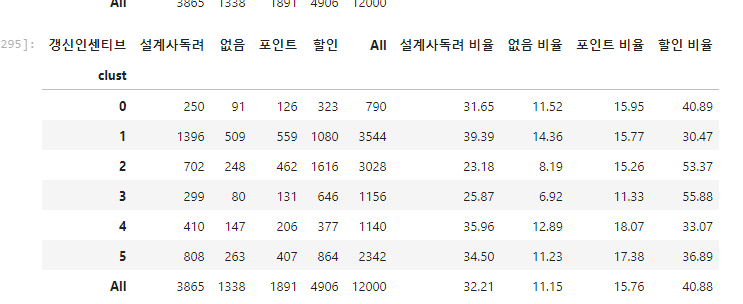 All 3865 1338 1891 4906 12000
295]: 갱신인센티브 설계사독려 없음 포인트 할인 All 설계사독려 비율 없음 비율 포인트 비율 할인 비율
clust
0 250 91 126 323 790 31.65 11.52 15.95 40.89
1 1396 509 559 1080 3544 39.39 14.36 15.77 30.47
2 702 248 462 1616 3028 23.18 8.19 15.26 53.37
3 299 80 131 646 1156 25.87 6.92 11.33 55.88
4 410 147 206 377 1140 35.96 12.89 18.07 33.07
5 808 263 407 864 2342 34.50 11.23 17.38 36.89
All 3865 1338 1891 4906 12000 32.21 11.15 15.76 40.88